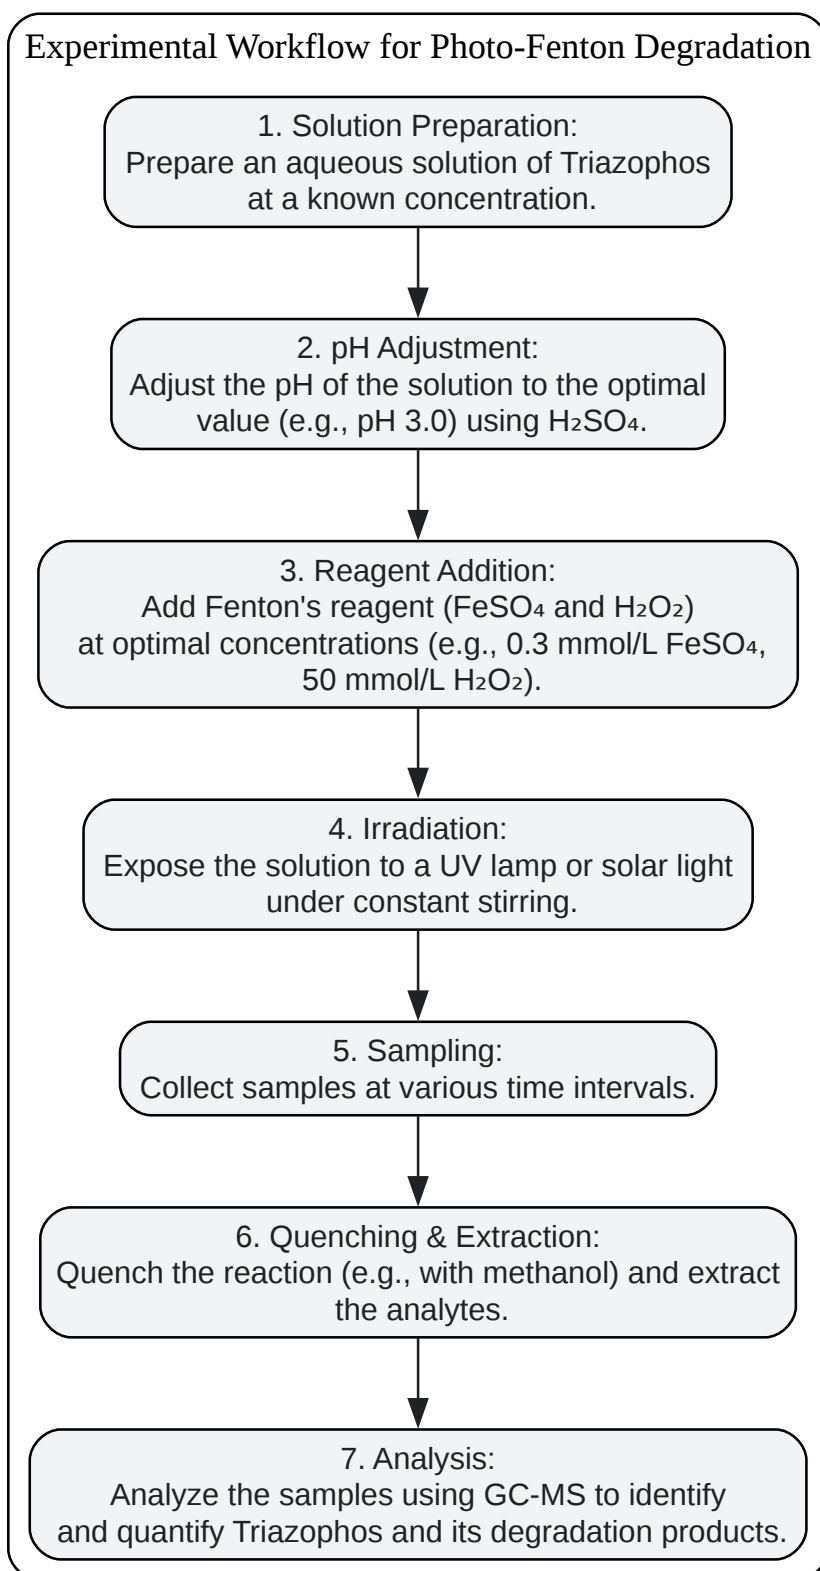 Experimental Workflow for Photo-Fenton Degradation
1. Solution Preparation:
Prepare an aqueous solution of Triazophos
at a known concentration.
2. pH Adjustment:
Adjust the pH of the solution to the optimal
value (e.g., pH 3.0) using H₂SO₄.
3. Reagent Addition:
Add Fenton's reagent (FeSO₄ and H₂O₂)
at optimal concentrations (e.g., 0.3 mmol/L FeSO₄,
50 mmol/L H₂O₂).
4. Irradiation:
Expose the solution to a UV lamp or solar light
under constant stirring.
5. Sampling:
Collect samples at various time intervals.
6. Quenching & Extraction:
Quench the reaction (e.g., with methanol) and extract
the analytes.
7. Analysis:
Analyze the samples using GC-MS to identify
and quantify Triazophos and its degradation products.